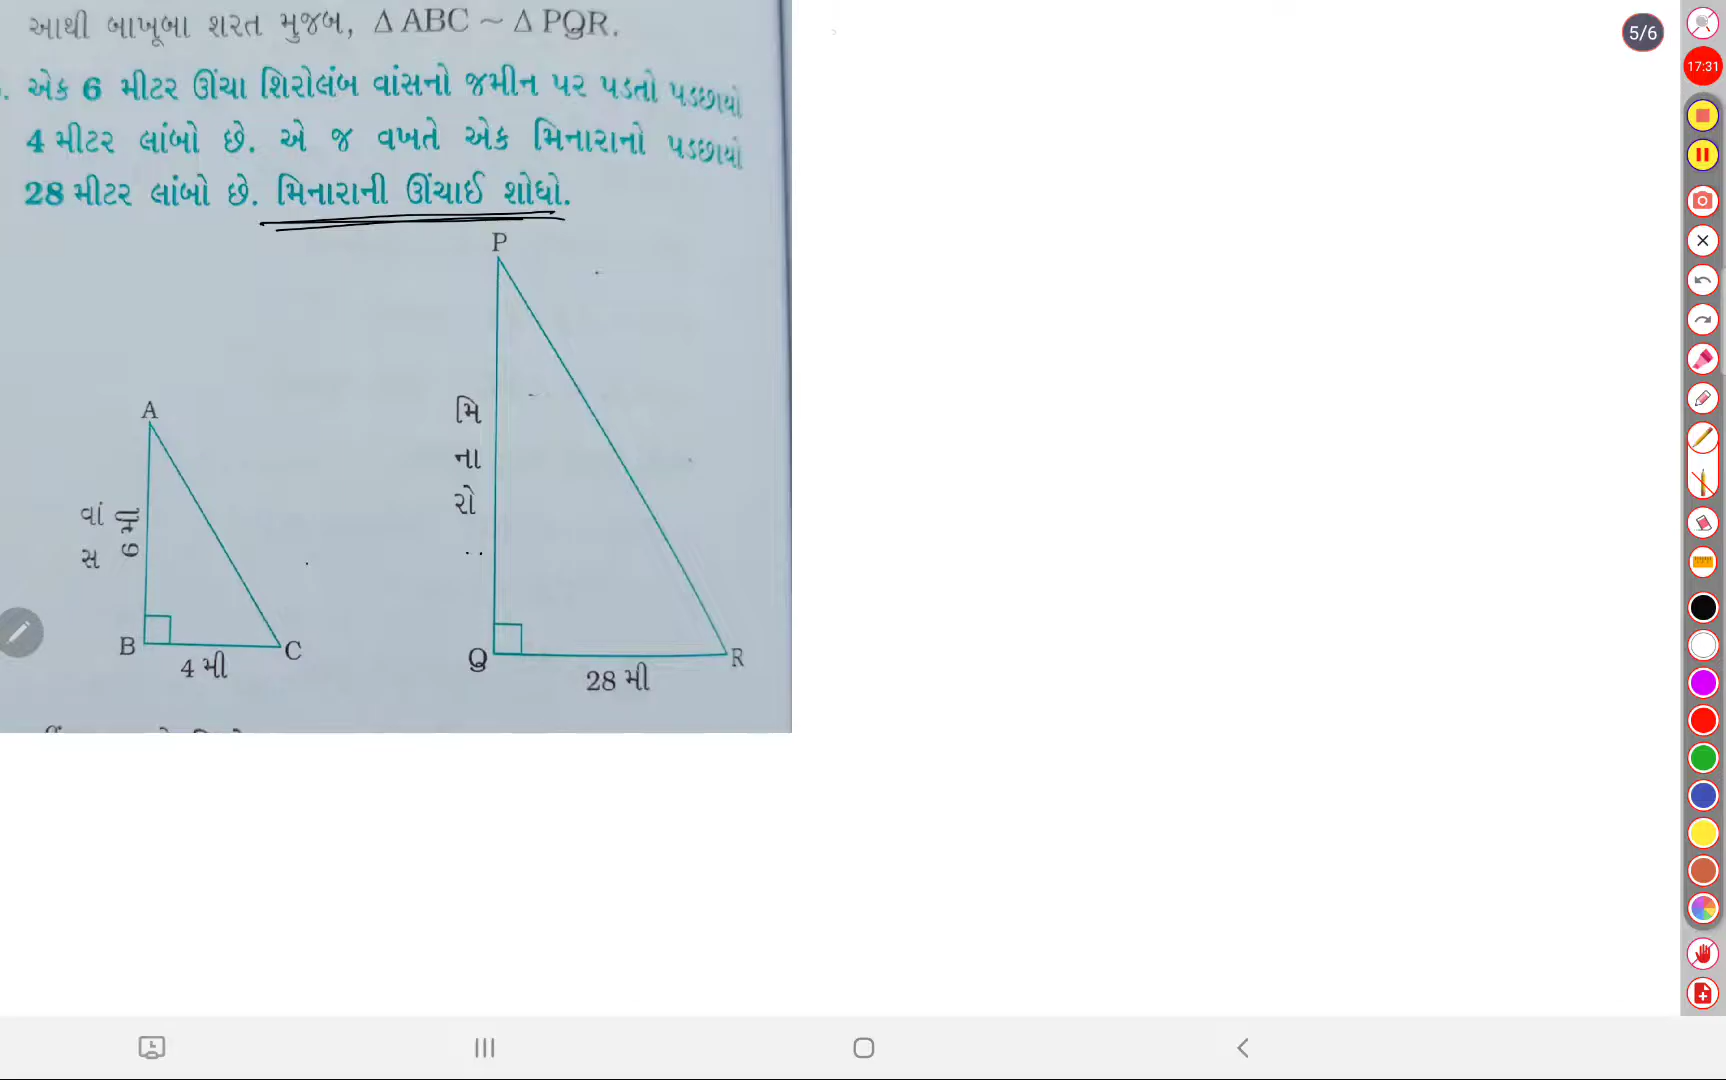 આથી બાખૂબા શરત મુજબ, Δ ABC ~ Δ PQR.
. એક 6 મીટર ઊંચા શિરોલંબ વાંસનો જમીન પર પડતો પડછાયો
4 મીટર લાંબો છે. એ જ વખતે એક મિનારાનો પડછાયો
28 મીટર લાંબો છે. મિનારાની ઊંચાઈ શોધો.
P
A
મિ
ના
રો
વાં
સ
6 મી
B
C
4 મી
Q
R
28 મી
5/6
17:31